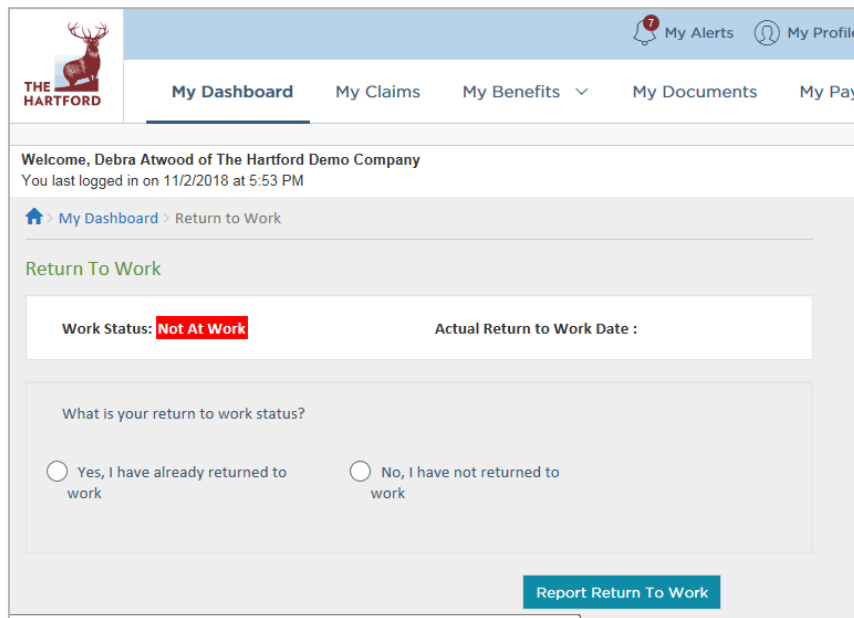 7
My Alerts
My Profile
THE
HARTFORD
My Dashboard
My Claims
My Benefits
My Documents
My Pay
Welcome, Debra Atwood of The Hartford Demo Company
You last logged in on 11/2/2018 at 5:53 PM
My Dashboard > Return to Work
Return To Work
Work Status: Not At Work
Actual Return to Work Date :
What is your return to work status?
Yes, I have already returned to
work
No, I have not returned to
work
Report Return To Work